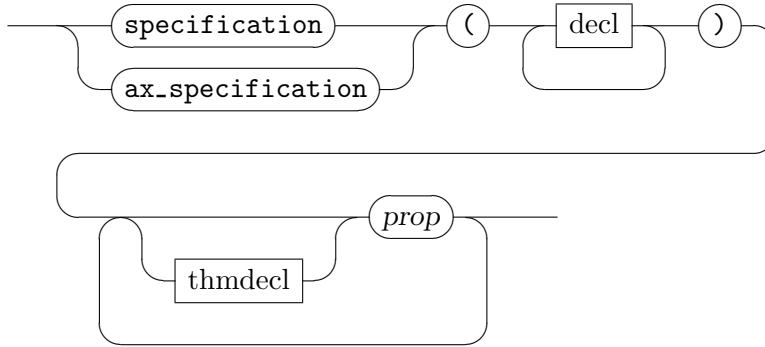 specification ( decl )
ax_specification
prop
thmdecl